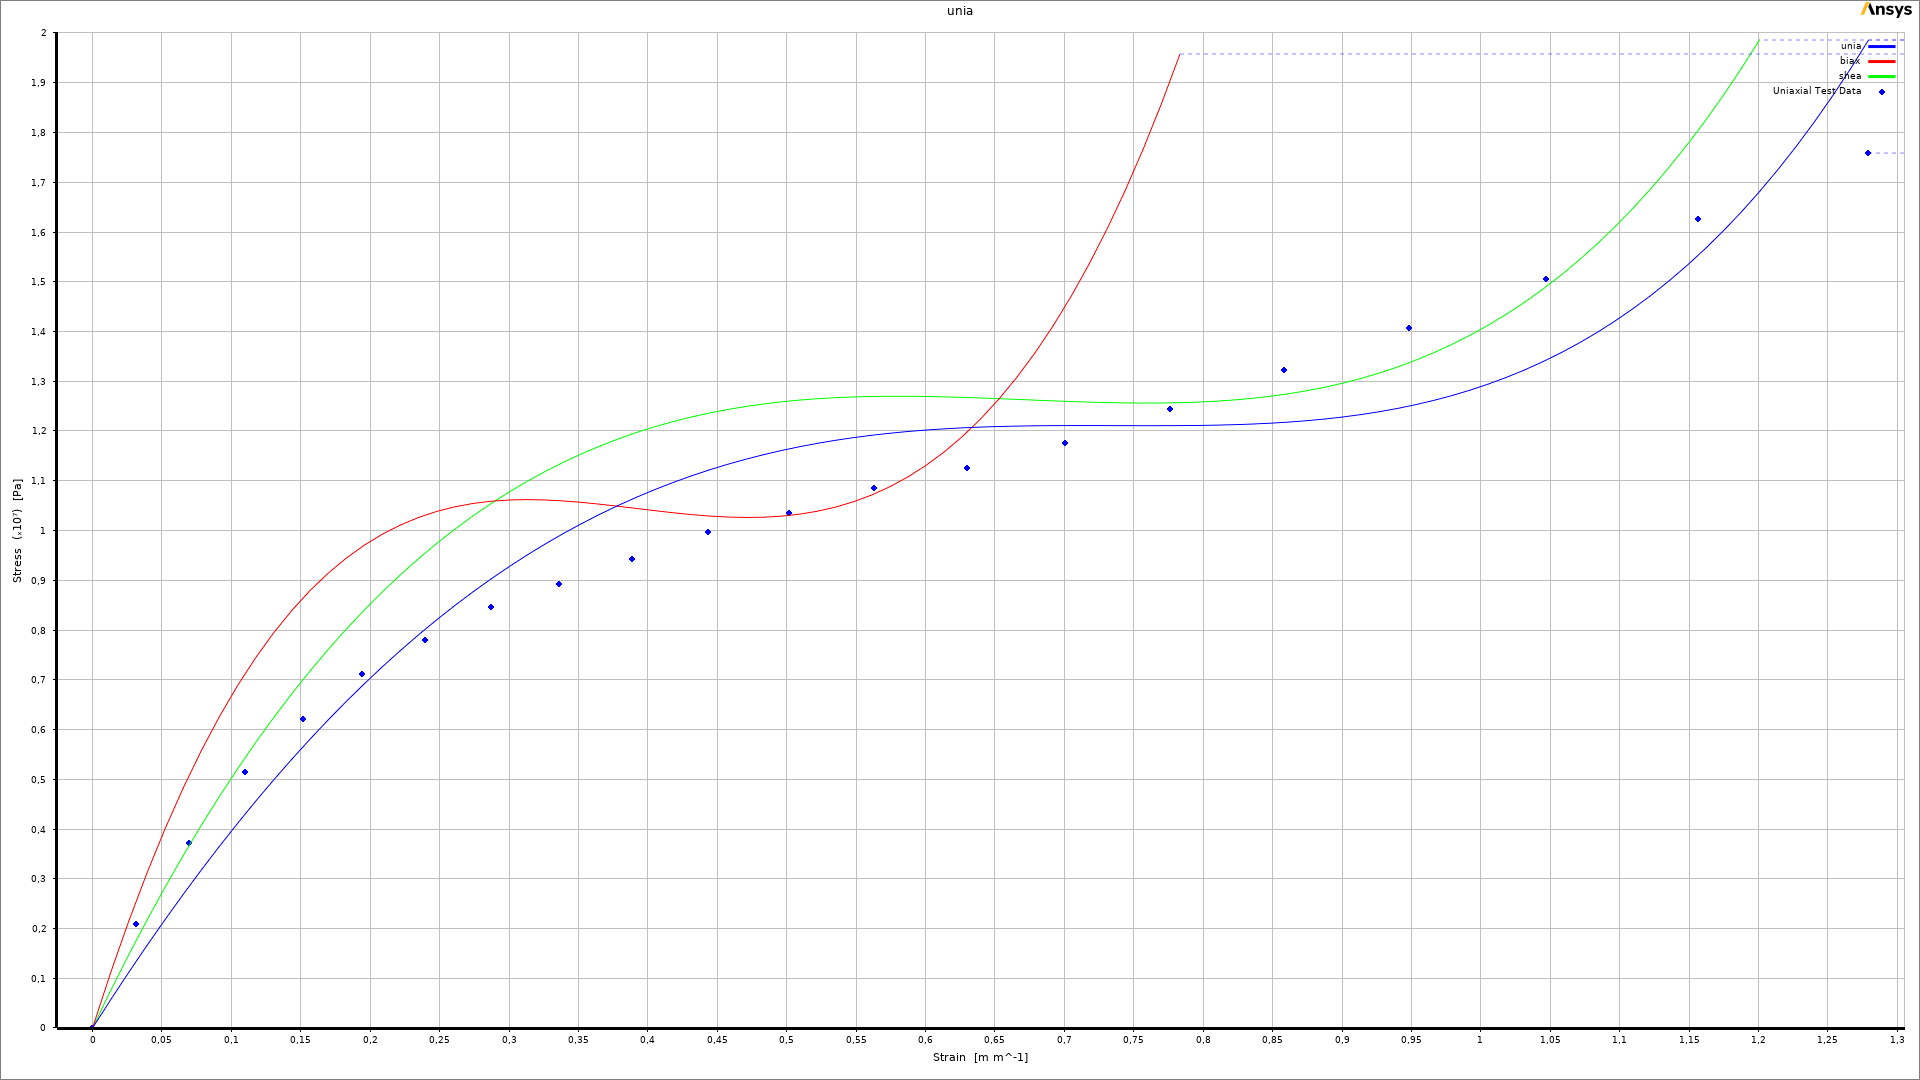 unia
Ansys
unia
biax
shea
Uniaxial Test Data
2
1,9
1,8
1,7
1,6
1,5
1,4
1,3
1,2
1,1
1
0,9
0,8
0,7
0,6
0,5
0,4
0,3
0,2
0,1
0
Stress (x10⁷) [Pa]
0 0,05 0,1 0,15 0,2 0,25 0,3 0,35 0,4 0,45 0,5 0,55 0,6 0,65 0,7 0,75 0,8 0,85 0,9 0,95 1 1,05 1,1 1,15 1,2 1,25 1,3
Strain [m m^-1]